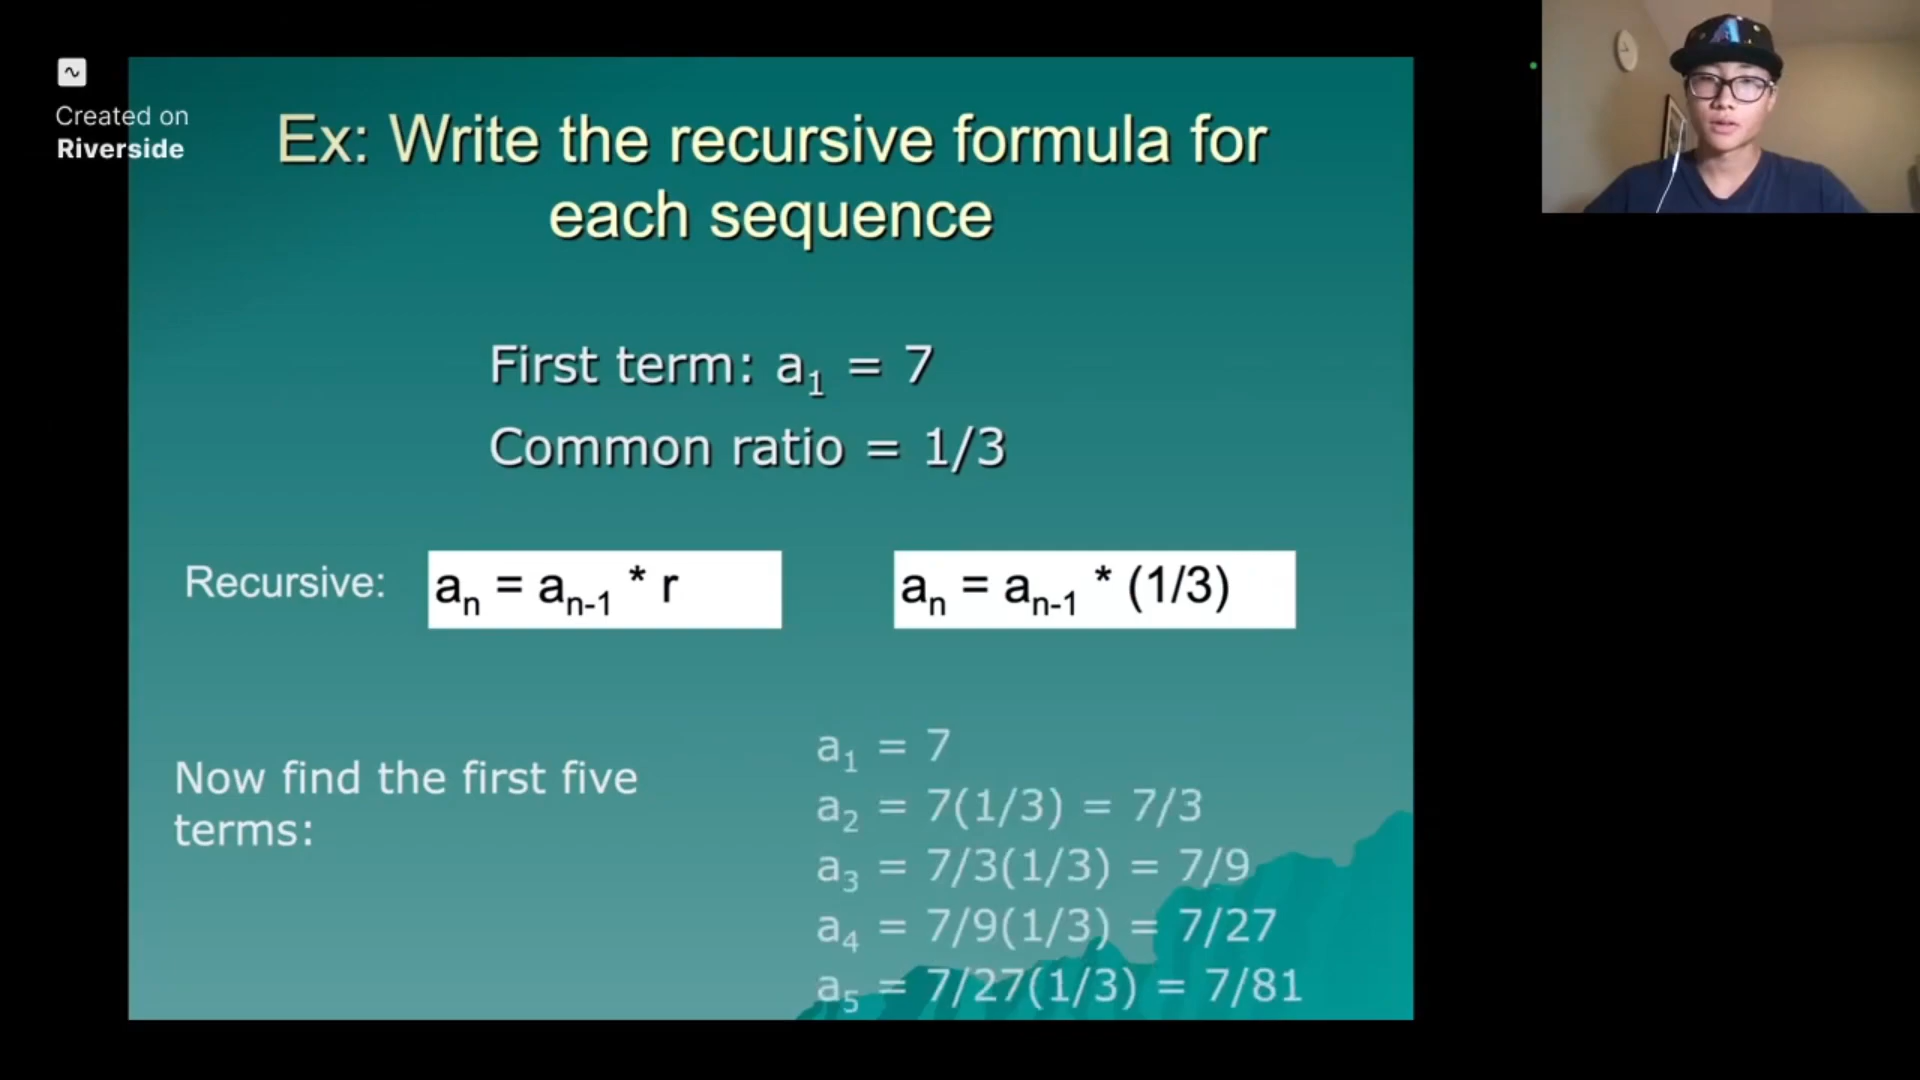 Created on
Riverside
Ex: Write the recursive formula for
each sequence
First term: a₁ = 7
Common ratio = 1/3
Recursive:
aₙ = aₙ₋₁ * r
aₙ = aₙ₋₁ * (1/3)
Now find the first five
terms:
a₁ = 7
a₂ = 7(1/3) = 7/3
a₃ = 7/3(1/3) = 7/9
a₄ = 7/9(1/3) = 7/27
a₅ = 7/27(1/3) = 7/81